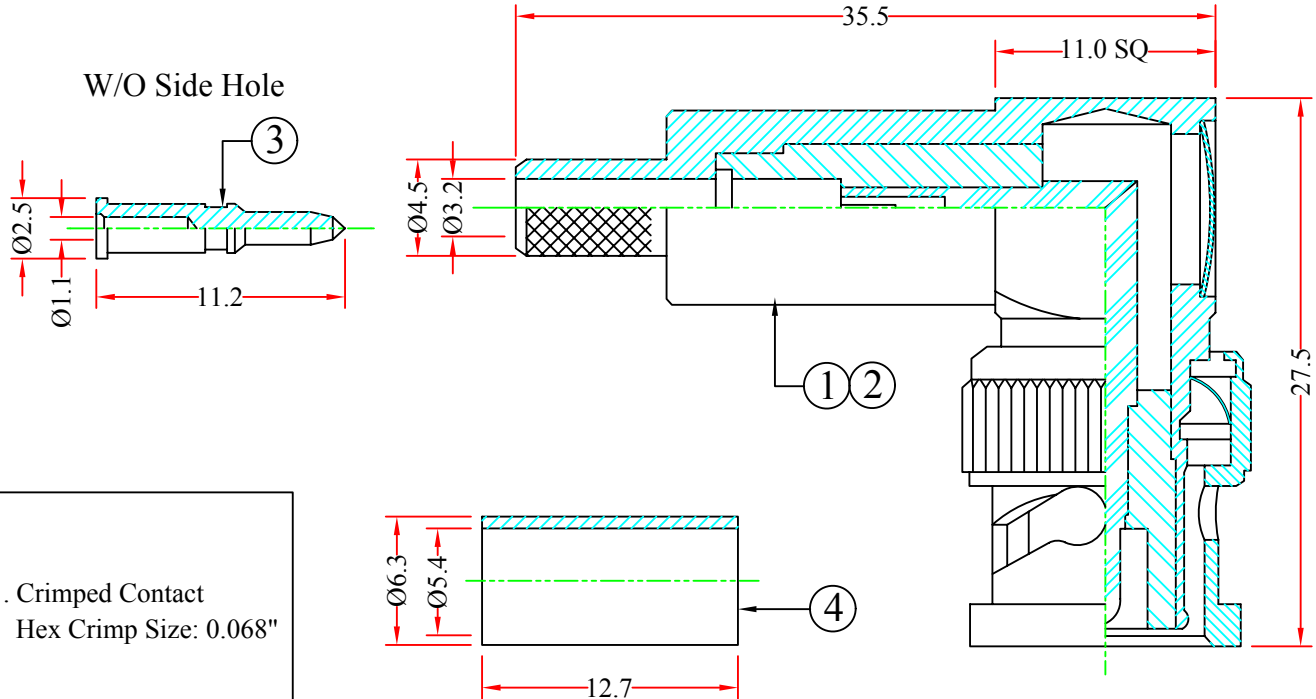 35.5
11.0 SQ
W/O Side Hole
3
Ø2.5
Ø1.1
11.2
Ø4.5
Ø3.2
27.5
1 2
. Crimped Contact
Hex Crimp Size: 0.068"
Ø6.3
Ø5.4
4
12.7